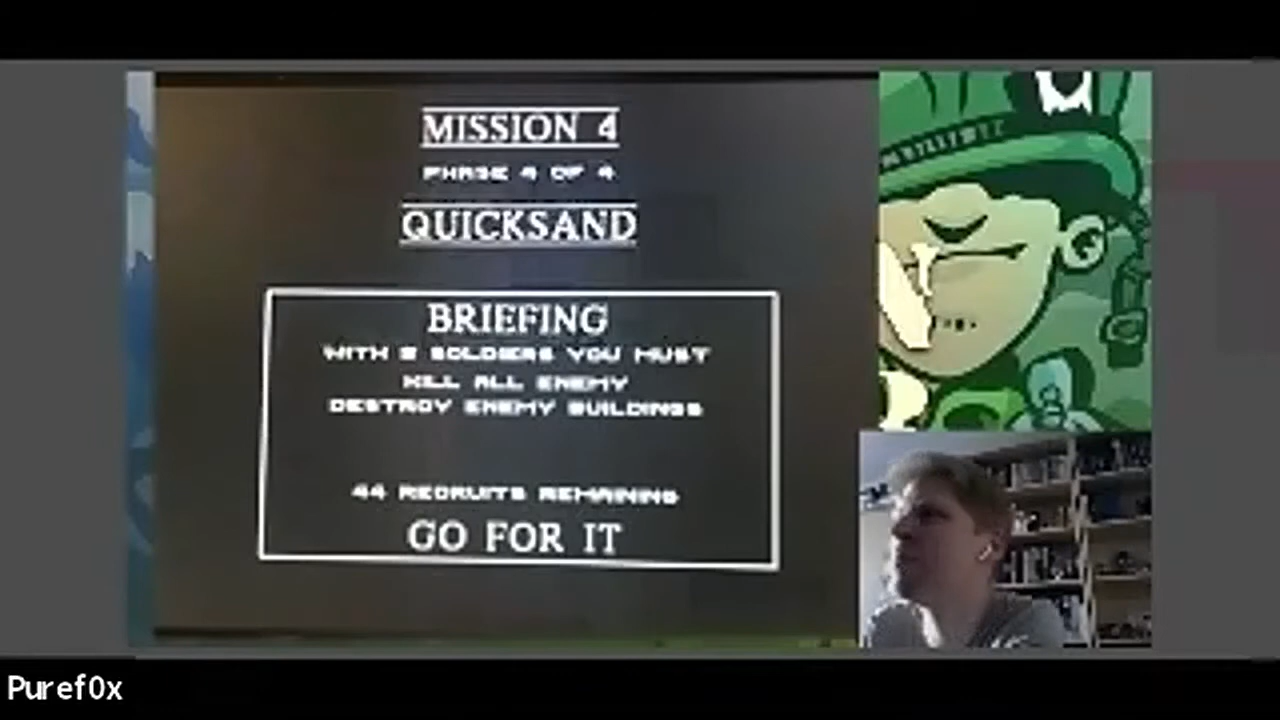 MISSION 4
PHASE 4 OF 4
QUICKSAND
BRIEFING
WITH SOLDIERS YOU MUST
KILL ALL ENEMY
DESTROY ENEMY BUILDINGS
44 RECRUITS REMAINING
GO FOR IT
Puref0x